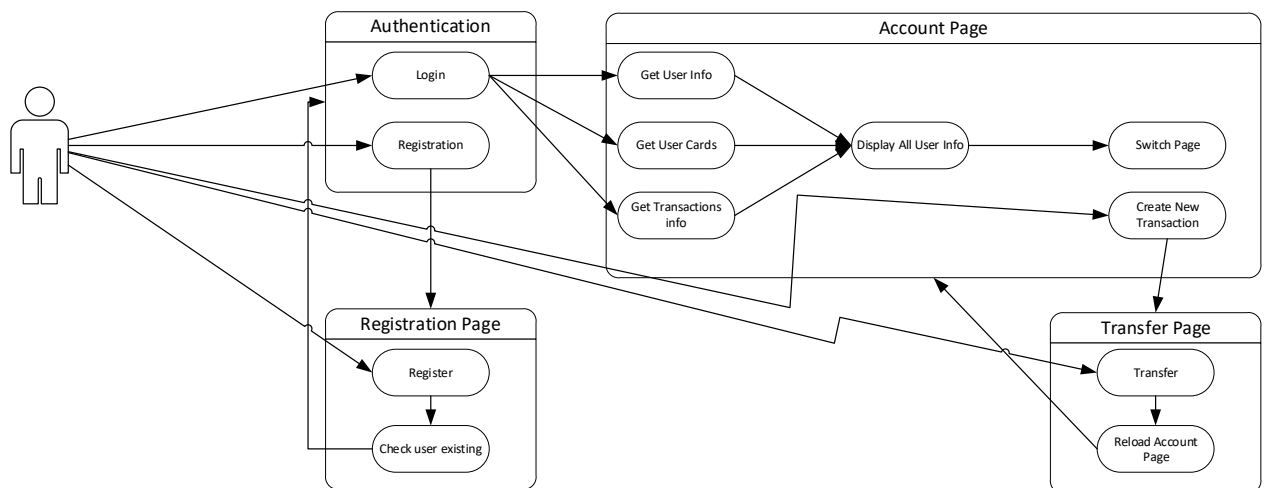 Authentication
Login
Registration
Account Page
Get User Info
Get User Cards
Get Transactions
info
Display All User Info
Switch Page
Create New
Transaction
Registration Page
Register
Check user existing
Transfer Page
Transfer
Reload Account
Page